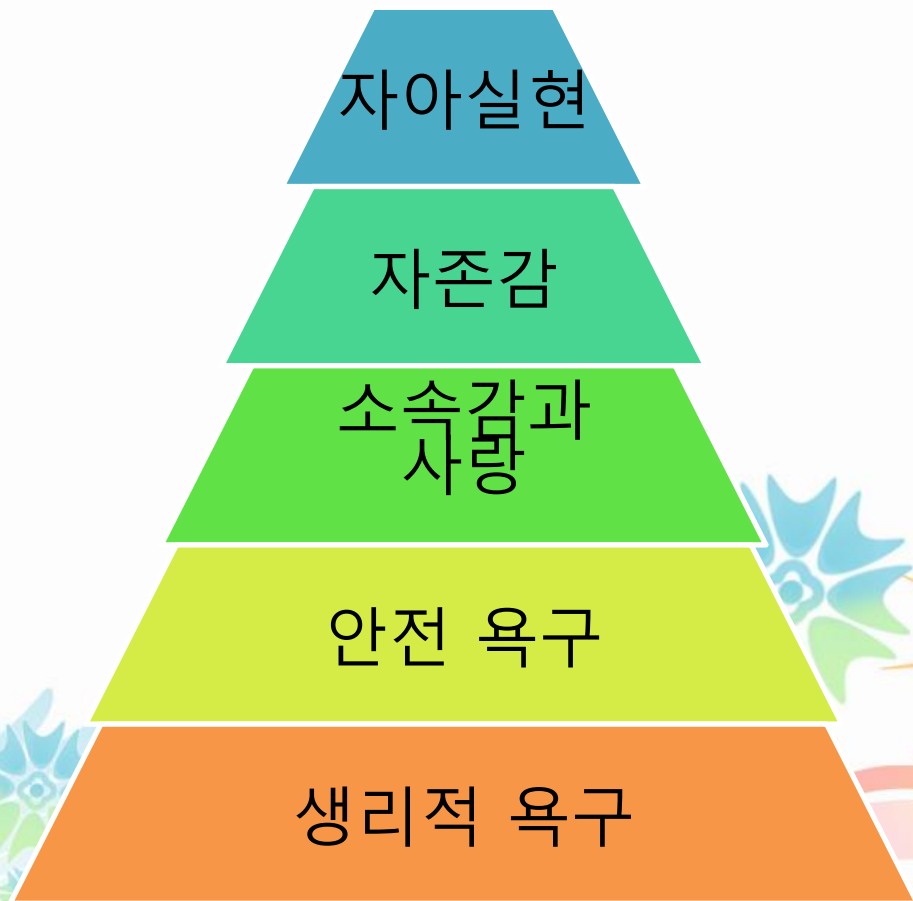 자아실현
자존감
소속감과
사랑
안전 욕구
생리적 욕구